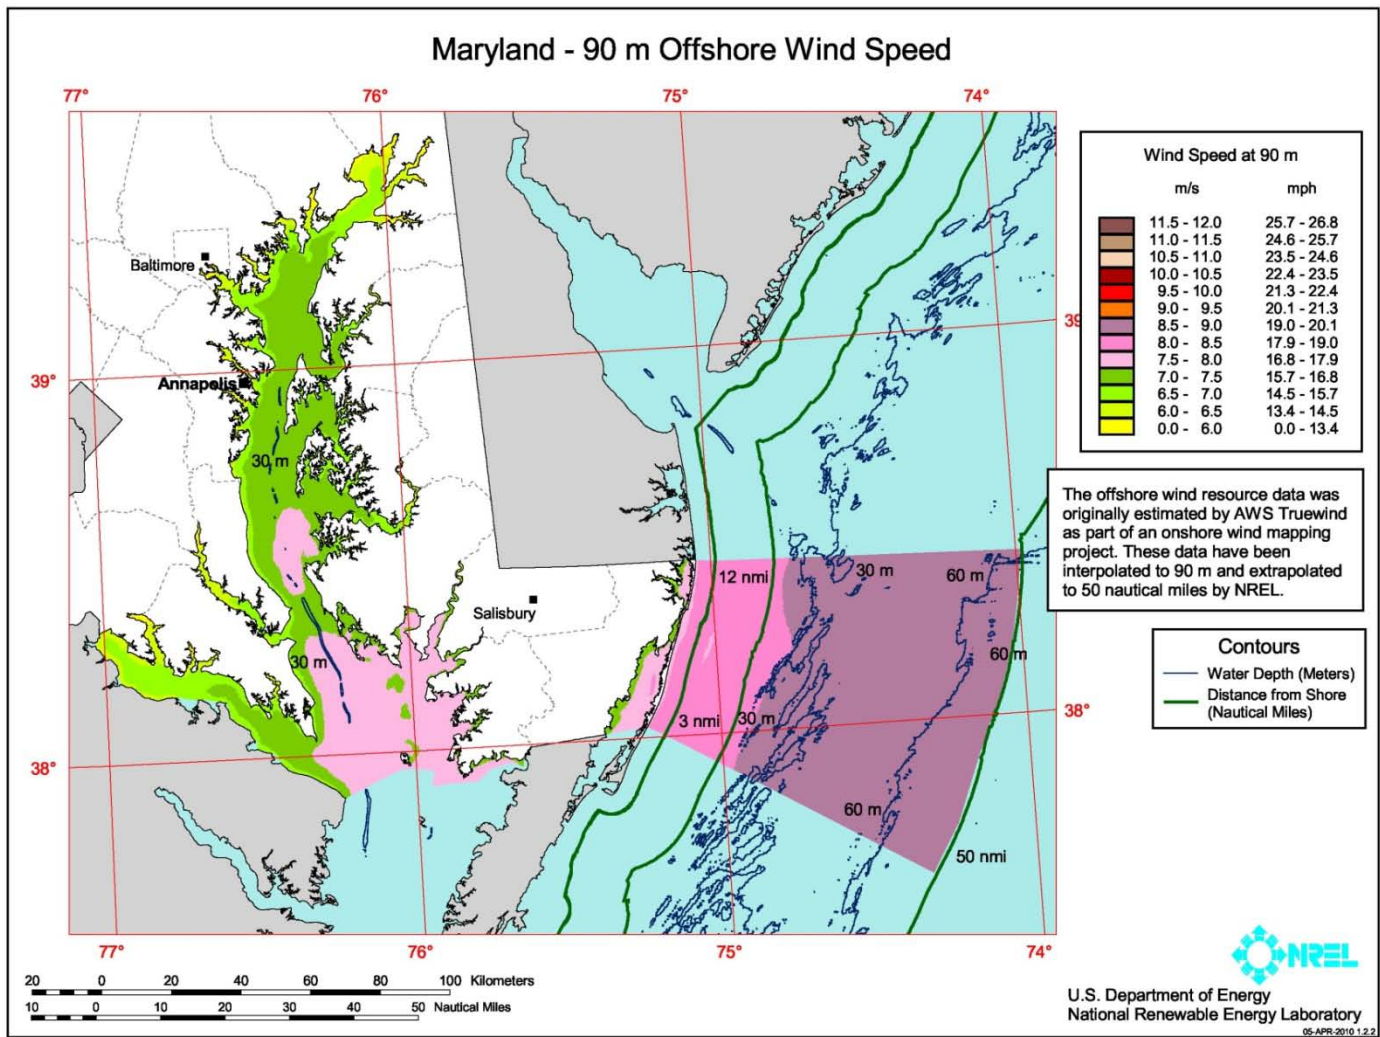 Maryland - 90 m Offshore Wind Speed
77° 76° 75° 74°
Wind Speed at 90 m
m/s mph
11.5 - 12.0 25.7 - 26.8
11.0 - 11.5 24.6 - 25.7
10.5 - 11.0 23.5 - 24.6
10.0 - 10.5 22.4 - 23.5
9.5 - 10.0 21.3 - 22.4
9.0 - 9.5 20.1 - 21.3
8.5 - 9.0 19.0 - 20.1
8.0 - 8.5 17.9 - 19.0
7.5 - 8.0 16.8 - 17.9
7.0 - 7.5 15.7 - 16.8
6.5 - 7.0 14.5 - 15.7
6.0 - 6.5 13.4 - 14.5
0.0 - 6.0 0.0 - 13.4
Baltimore
39
39°
Annapolis
30 m
The offshore wind resource data was
originally estimated by AWS Truewind
as part of an onshore wind mapping
project. These data have been
interpolated to 90 m and extrapolated
to 50 nautical miles by NREL.
12 nmi
30 m
60 m
Salisbury
30 m
60 m
Contours
Water Depth (Meters)
Distance from Shore
(Nautical Miles)
3 nmi
30 m
38°
38°
60 m
50 nmi
77° 76° 75° 74°
20 0 20 40 60 80 100 Kilometers
10 0 10 20 30 40 50 Nautical Miles
NREL
U.S. Department of Energy
National Renewable Energy Laboratory
05-APR-2010 1.2.2